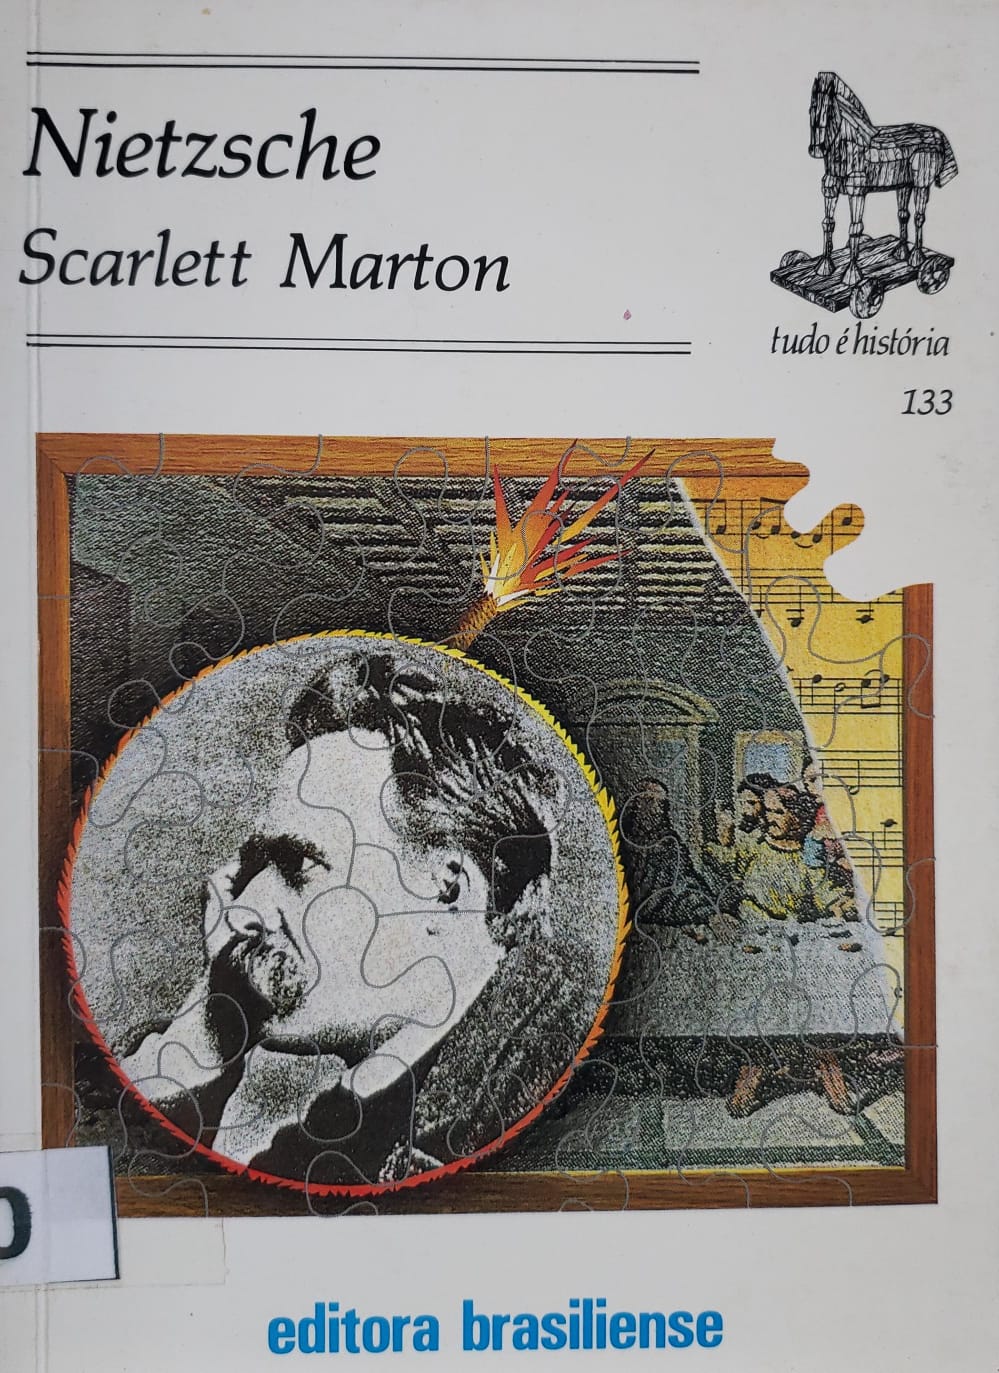 Nietzsche
Scarlett Marton
tudo é história
133
editora brasiliense